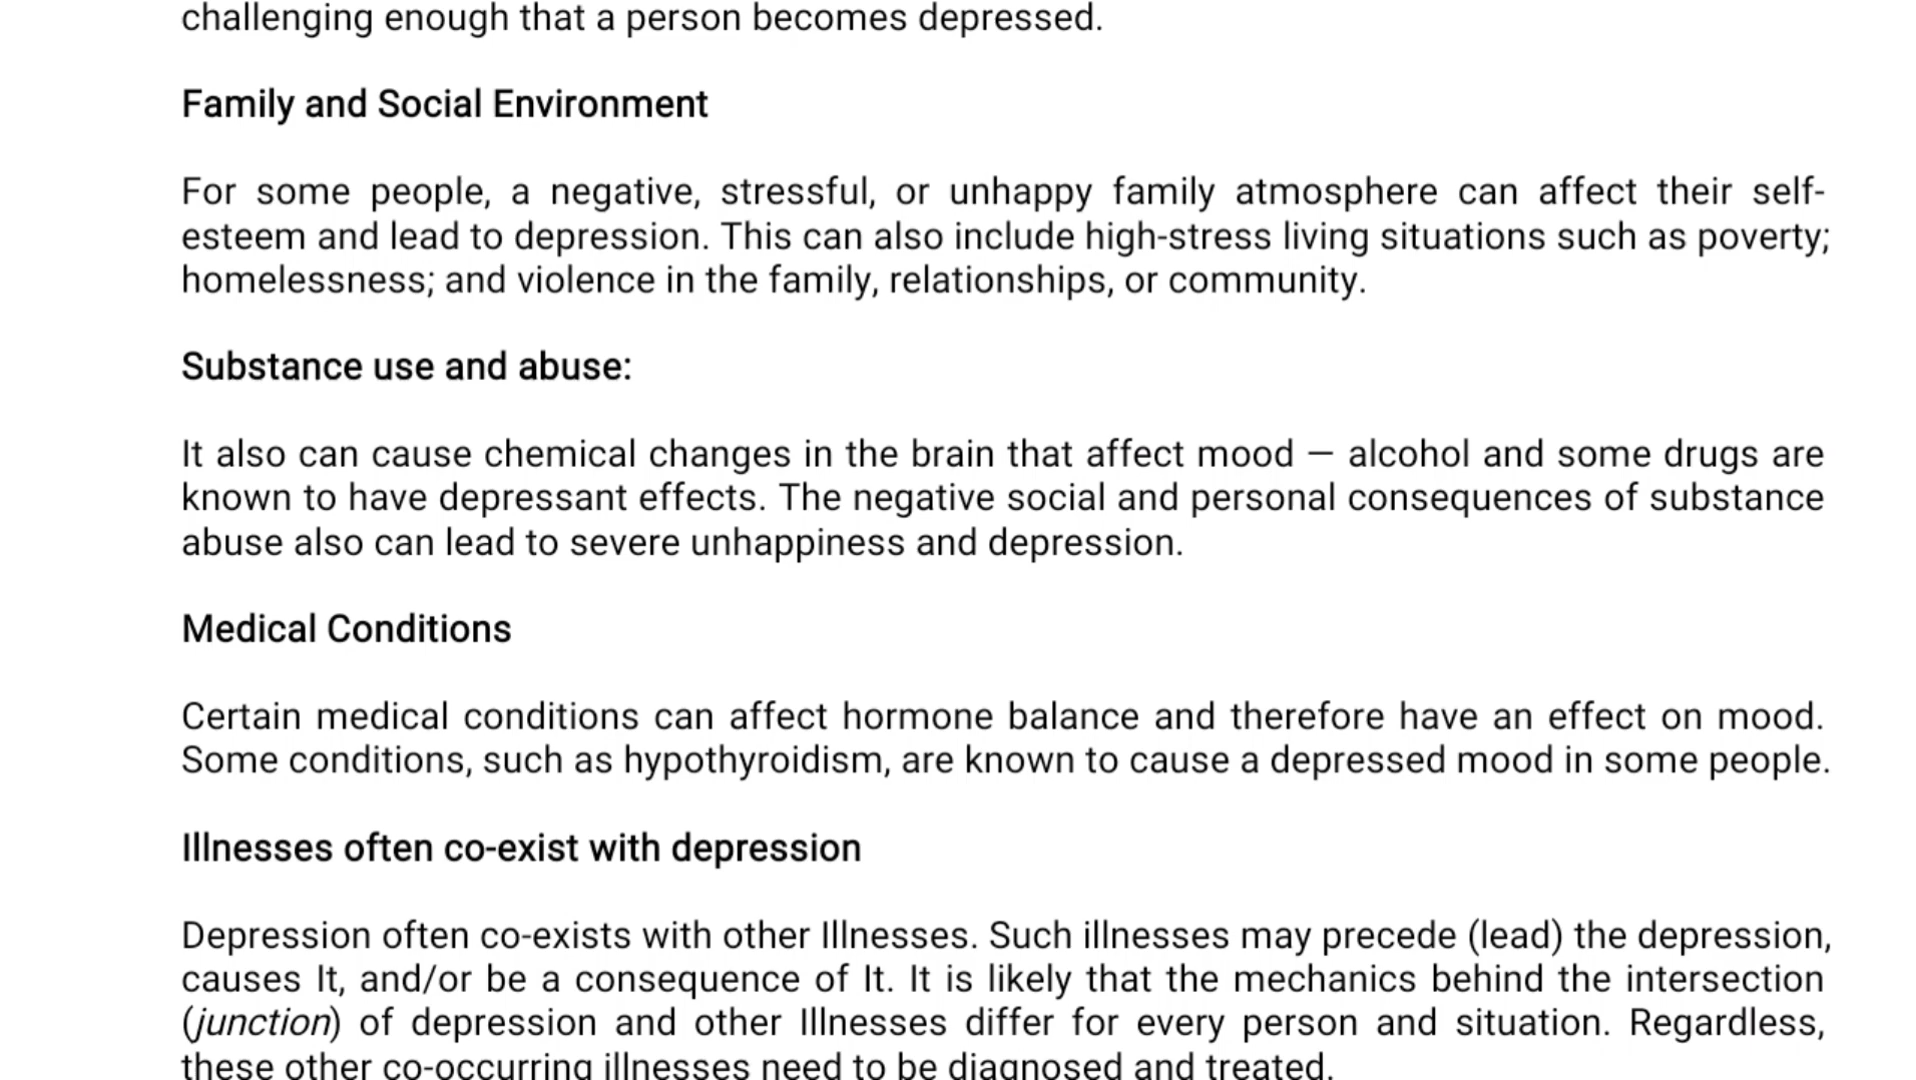 challenging enough that a person becomes depressed.
Family and Social Environment
For some people, a negative, stressful, or unhappy family atmosphere can affect their self-
esteem and lead to depression. This can also include high-stress living situations such as poverty;
homelessness; and violence in the family, relationships, or community.
Substance use and abuse:
It also can cause chemical changes in the brain that affect mood — alcohol and some drugs are
known to have depressant effects. The negative social and personal consequences of substance
abuse also can lead to severe unhappiness and depression.
Medical Conditions
Certain medical conditions can affect hormone balance and therefore have an effect on mood.
Some conditions, such as hypothyroidism, are known to cause a depressed mood in some people.
Illnesses often co-exist with depression
Depression often co-exists with other Illnesses. Such illnesses may precede (lead) the depression,
causes It, and/or be a consequence of It. It is likely that the mechanics behind the intersection
(junction) of depression and other Illnesses differ for every person and situation. Regardless,
these other co-occurring illnesses need to be diagnosed and treated.